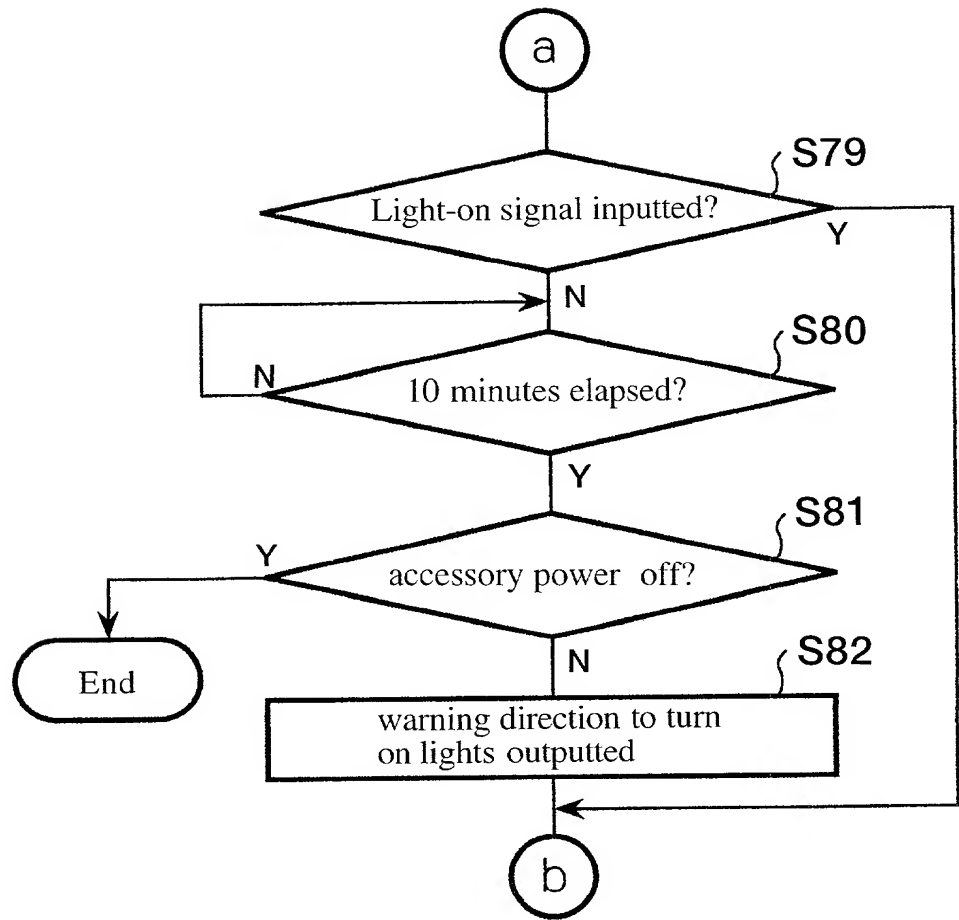 a
S79
Light-on signal inputted?
Y
N
S80
N
10 minutes elapsed?
Y
S81
Y
accessory power off?
End
N
S82
warning direction to turn
on lights outputted
b